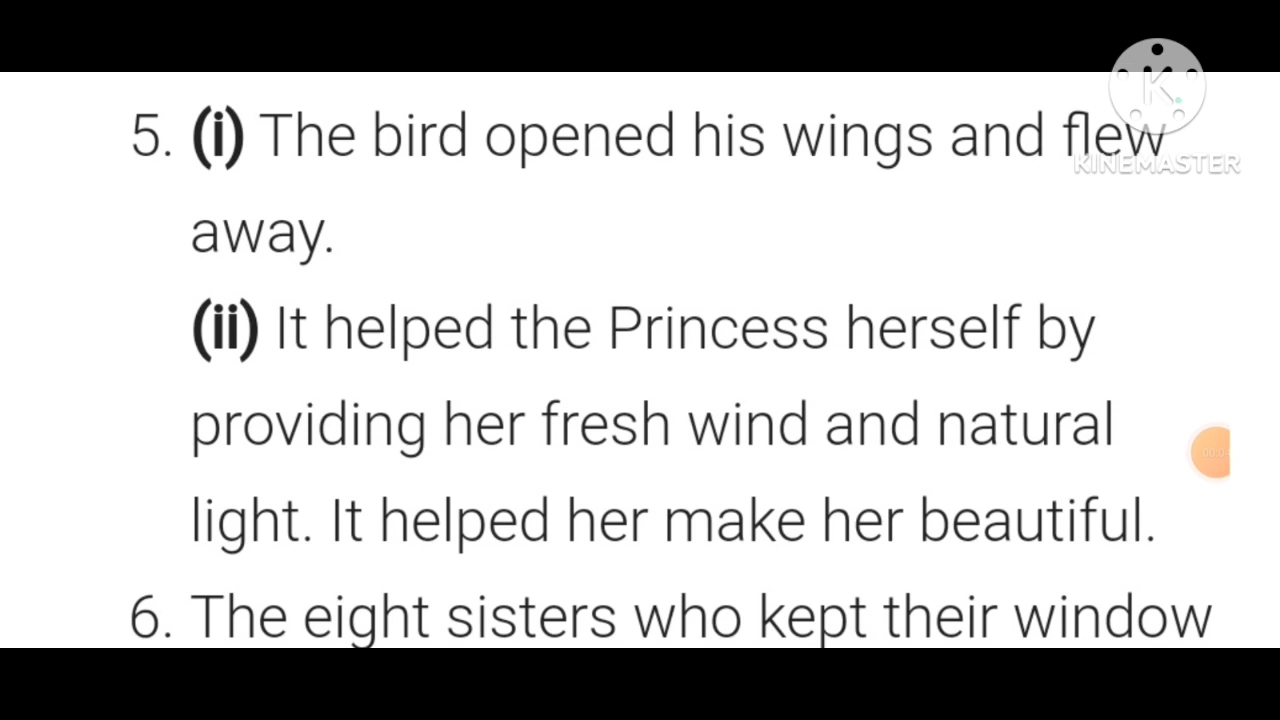 KINEMASTER
5. (i) The bird opened his wings and flew
away.
(ii) It helped the Princess herself by
providing her fresh wind and natural
light. It helped her make her beautiful.
6. The eight sisters who kept their window